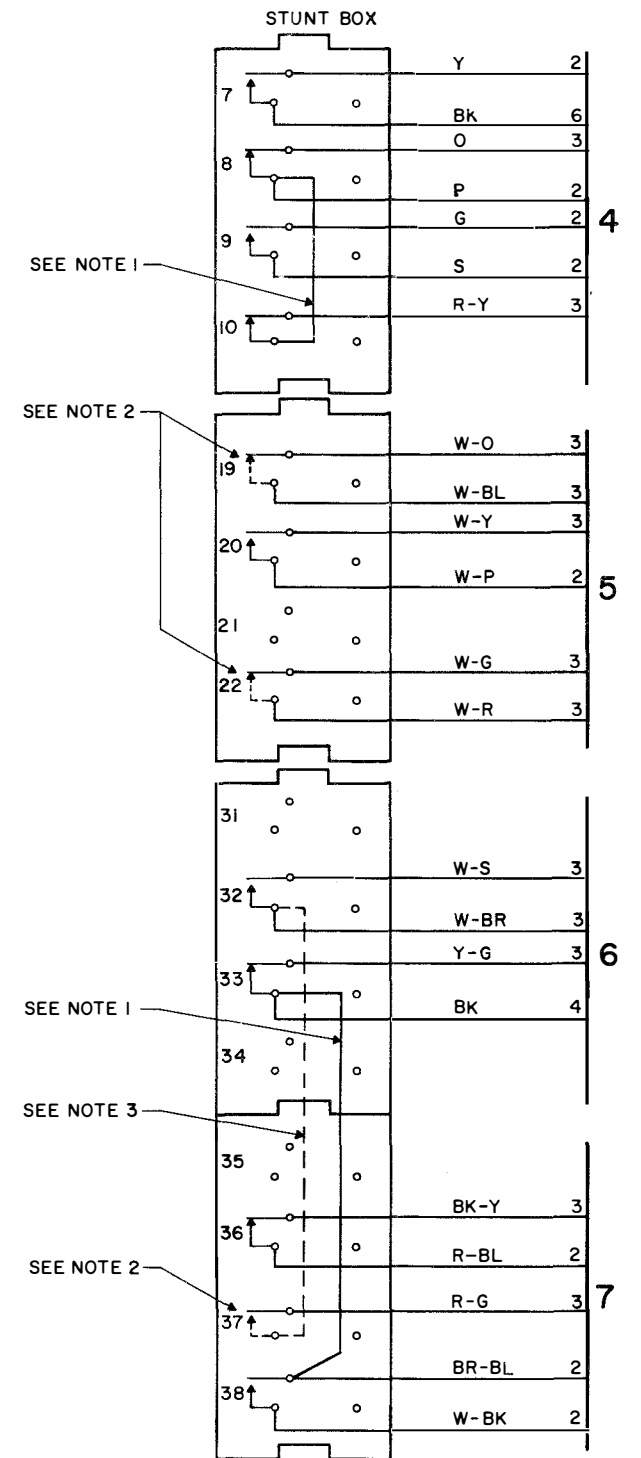 STUNT BOX
7 Y 2
BK 6
8 O 3
P 2
4
9 G 2
SEE NOTE 1
S 2
10 R-Y 3
SEE NOTE 2
19 W-O 3
W-BL 3
20 W-Y 3
W-P 2
5
21
22 W-G 3
W-R 3
31
32 W-S 3
W-BR 3
6
33 Y-G 3
SEE NOTE 1
BK 4
34
SEE NOTE 3
35
36 BK-Y 3
R-BL 2
SEE NOTE 2
37 R-G 3
7
38 BR-BL 2
W-BK 2